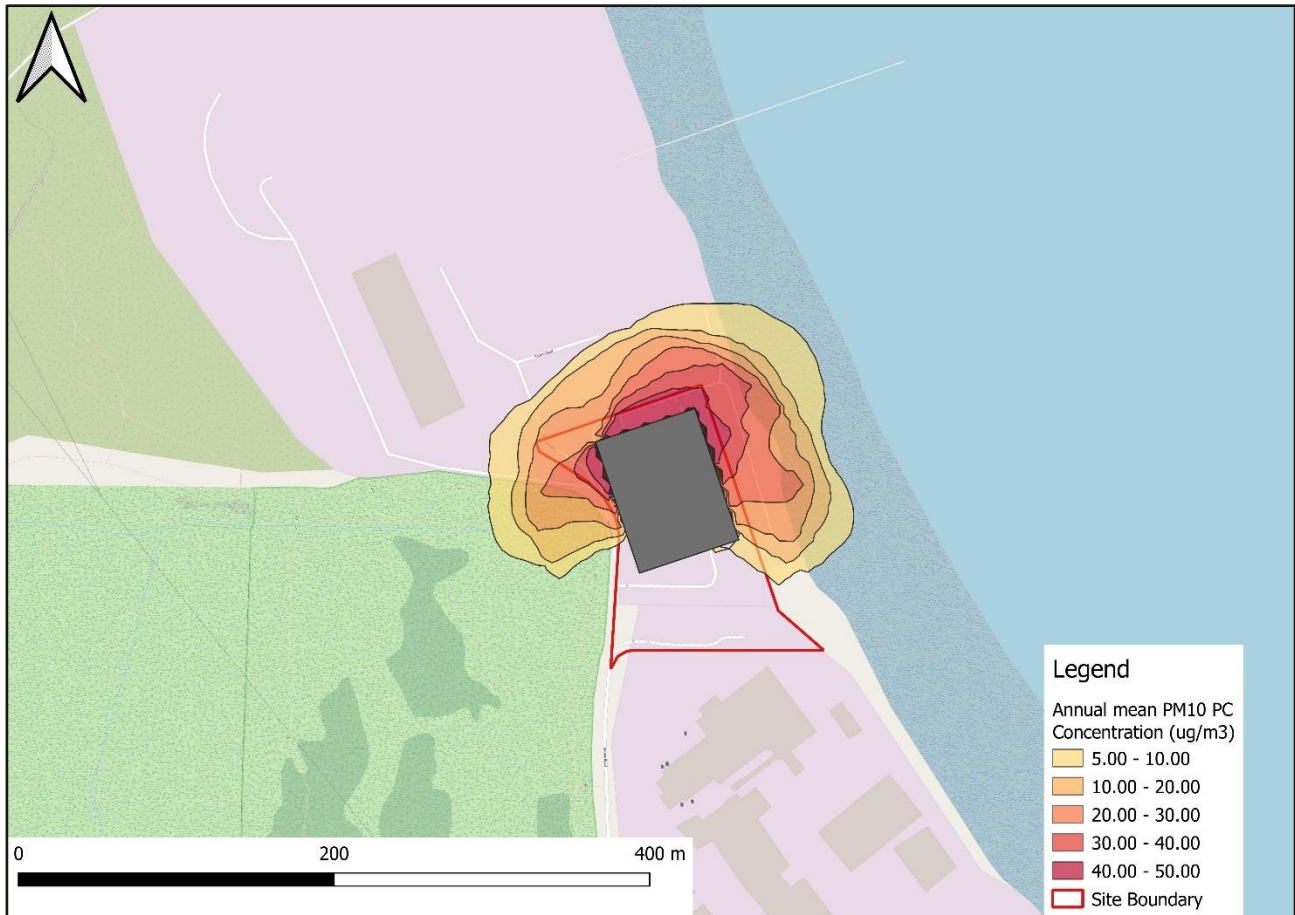 Legend
Annual mean PM10 PC
Concentration (ug/m3)
5.00 - 10.00
10.00 - 20.00
20.00 - 30.00
30.00 - 40.00
40.00 - 50.00
Site Boundary
0 200 400 m